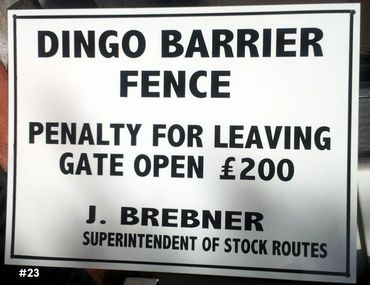 DINGO BARRIER
FENCE
PENALTY FOR LEAVING
GATE OPEN £200
J. BREBNER
SUPERINTENDENT OF STOCK ROUTES
#23